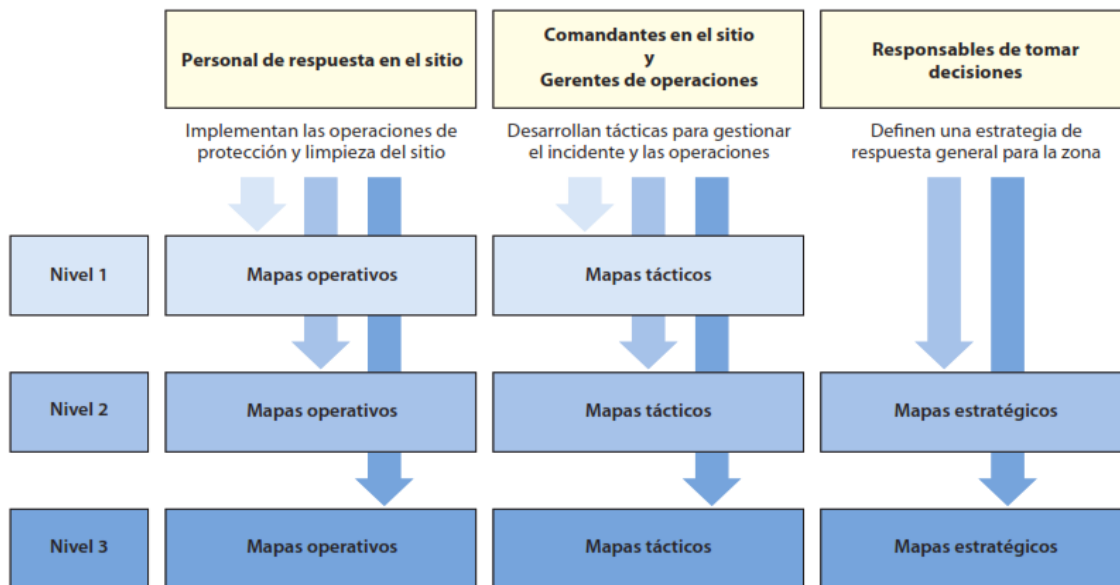 Personal de respuesta en el sitio
Comandantes en el sitio
y
Gerentes de operaciones
Responsables de tomar
decisiones
Implementan las operaciones de
protección y limpieza del sitio
Desarrollan tácticas para gestionar
el incidente y las operaciones
Definen una estrategia de
respuesta general para la zona
Nivel 1
Mapas operativos
Mapas tácticos
Nivel 2
Mapas operativos
Mapas tácticos
Mapas estratégicos
Nivel 3
Mapas operativos
Mapas tácticos
Mapas estratégicos